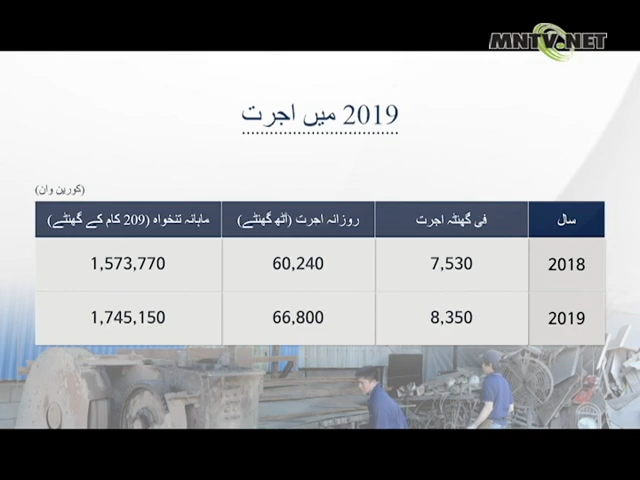 MNTV.NET
2019 میں اجرت
(کورین وان)
سال فی گھنٹہ اجرت روزانہ اجرت (آٹھ گھنٹے) ماہانہ تنخواہ (209 کام کے گھنٹے)
2018 7,530 60,240 1,573,770
2019 8,350 66,800 1,745,150